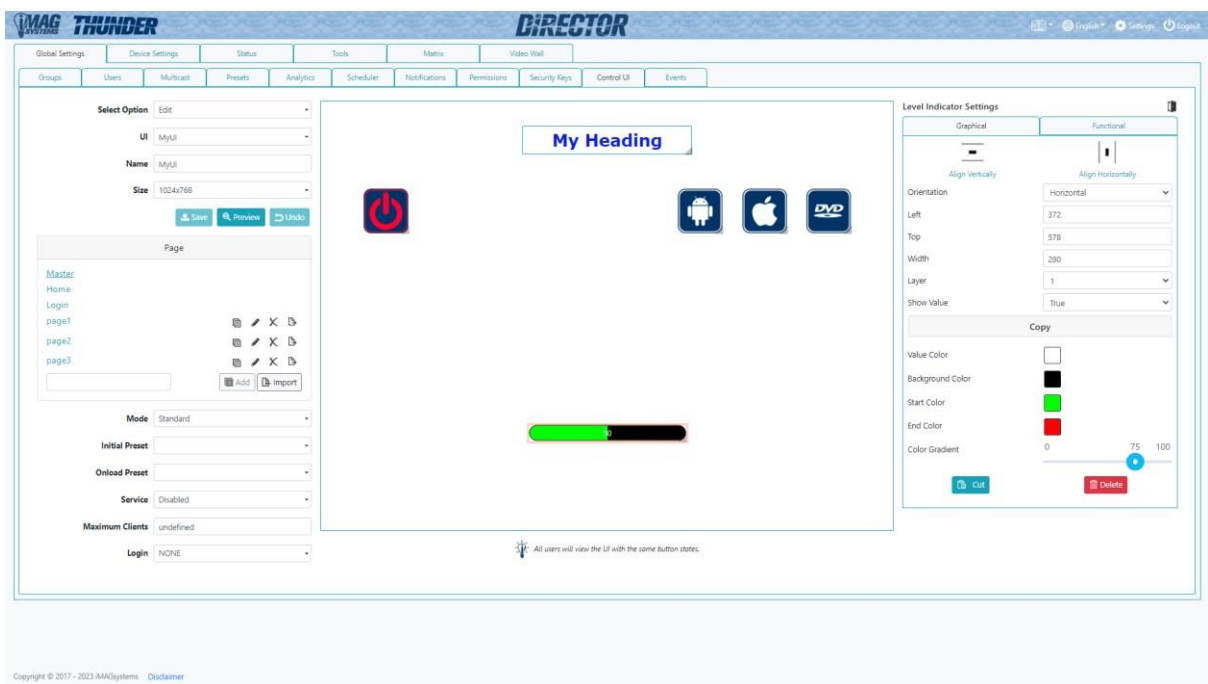 iMAG SYSTEMS THUNDER DiRECTOR English Settings Logout
Global Settings Device Settings Status Tools Matrix Video Wall
Groups Users Multicast Presets Analytics Scheduler Notifications Permissions Security Keys Control UI Events
Select Option Edit
UI MyUI
Name MyUI
Size 1024x768
Save Preview Undo
Page
Master
Home
Login
page1
page2
page3
Add Import
Mode Standard
Initial Preset
Onload Preset
Service Disabled
Maximum Clients undefined
Login NONE
My Heading
DVD
50
All users will view the UI with the same button states.
Level Indicator Settings
Graphical Functional
Align Vertically Align Horizontally
Orientation Horizontal
Left 372
Top 578
Width 280
Layer 1
Show Value True
Copy
Value Color
Background Color
Start Color
End Color
Color Gradient 0 75 100
Cut Delete
Copyright © 2017 - 2023 iMAGsystems Disclaimer